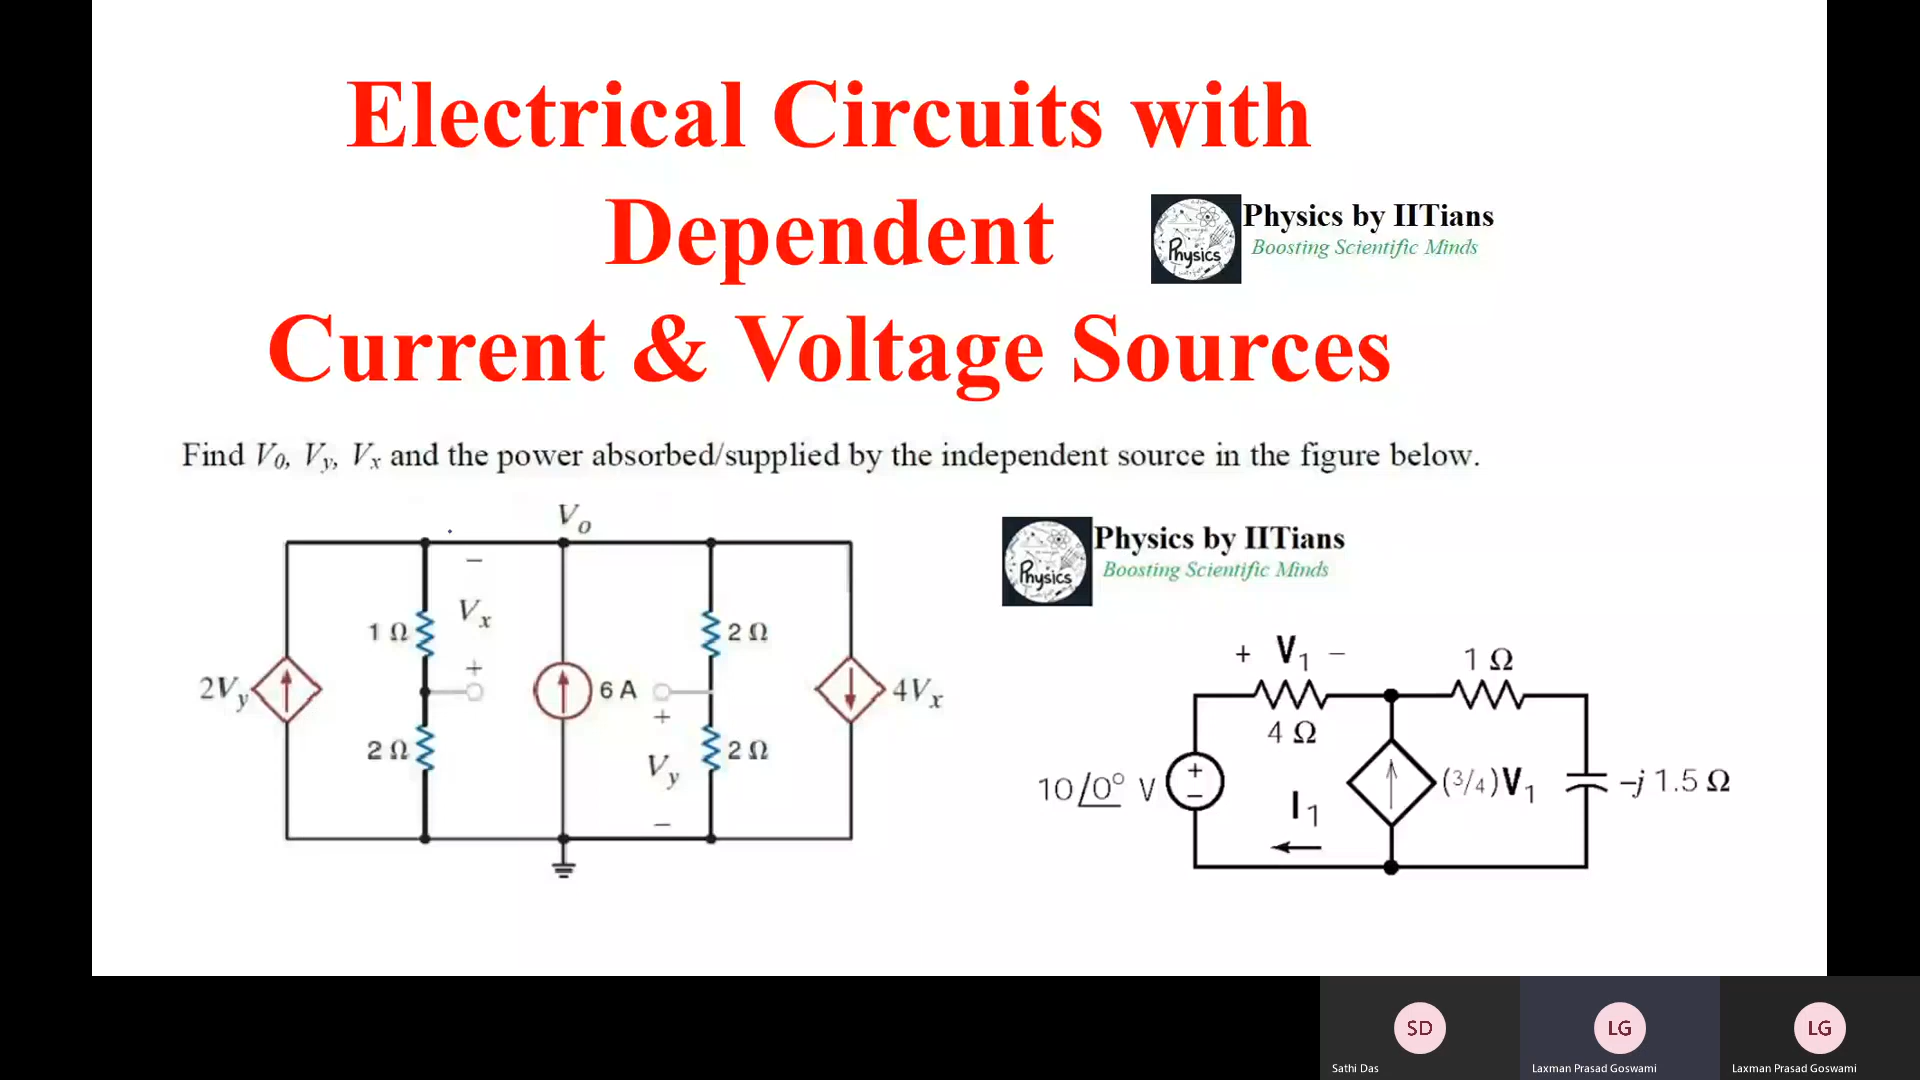 Electrical Circuits with
Dependent
Current & Voltage Sources
Physics by IITians
Boosting Scientific Minds
Physics
Find V₀, Vy, Vx and the power absorbed/supplied by the independent source in the figure below.
Vo
−
Vx
+
1 Ω
2 Ω
2Vy
6 A
+
Vy
−
2 Ω
2 Ω
4Vx
Physics by IITians
Boosting Scientific Minds
Physics
+ V₁ −
1 Ω
4 Ω
10/0° V
+
−
I₁
(3/4)V₁
−j 1.5 Ω
SD
LG
LG
Sathi Das
Laxman Prasad Goswami
Laxman Prasad Goswami